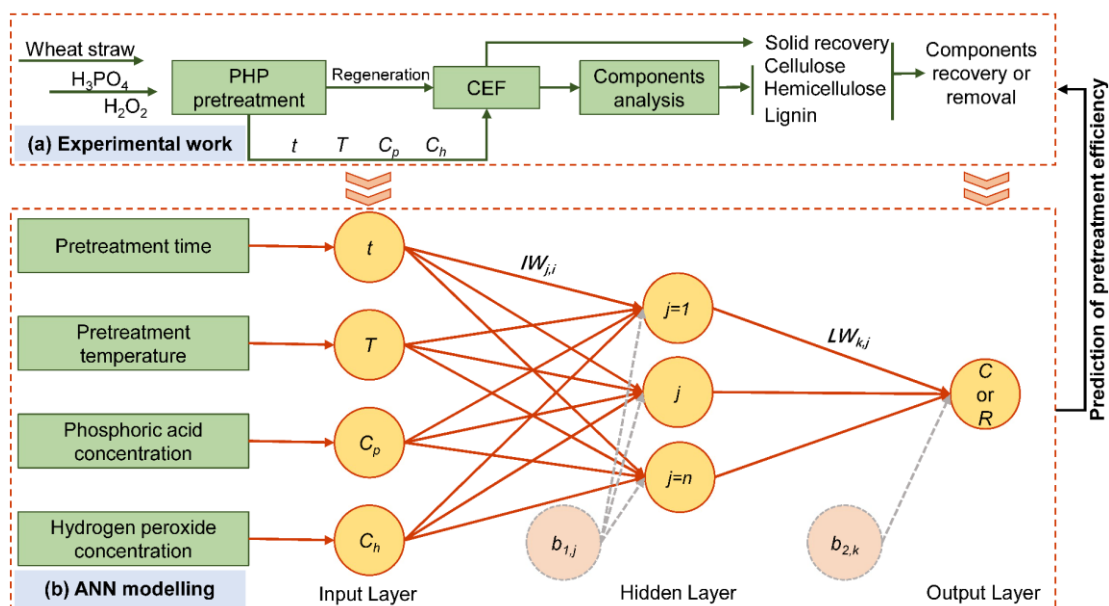 Wheat straw
H₃PO₄
H₂O₂
PHP
pretreatment
Regeneration
CEF
Components
analysis
Solid recovery
Cellulose
Hemicellulose
Lignin
Components
recovery or
removal
t T Cₚ Cₕ
(a) Experimental work
Prediction of pretreatment efficiency
Pretreatment time
t
IWⱼ,ᵢ
j=1
Pretreatment
temperature
T
LWₖ,ⱼ
j
C
or
R
Phosphoric acid
concentration
Cₚ
j=n
Hydrogen peroxide
concentration
Cₕ
b₁,ⱼ
b₂,ₖ
(b) ANN modelling
Input Layer
Hidden Layer
Output Layer